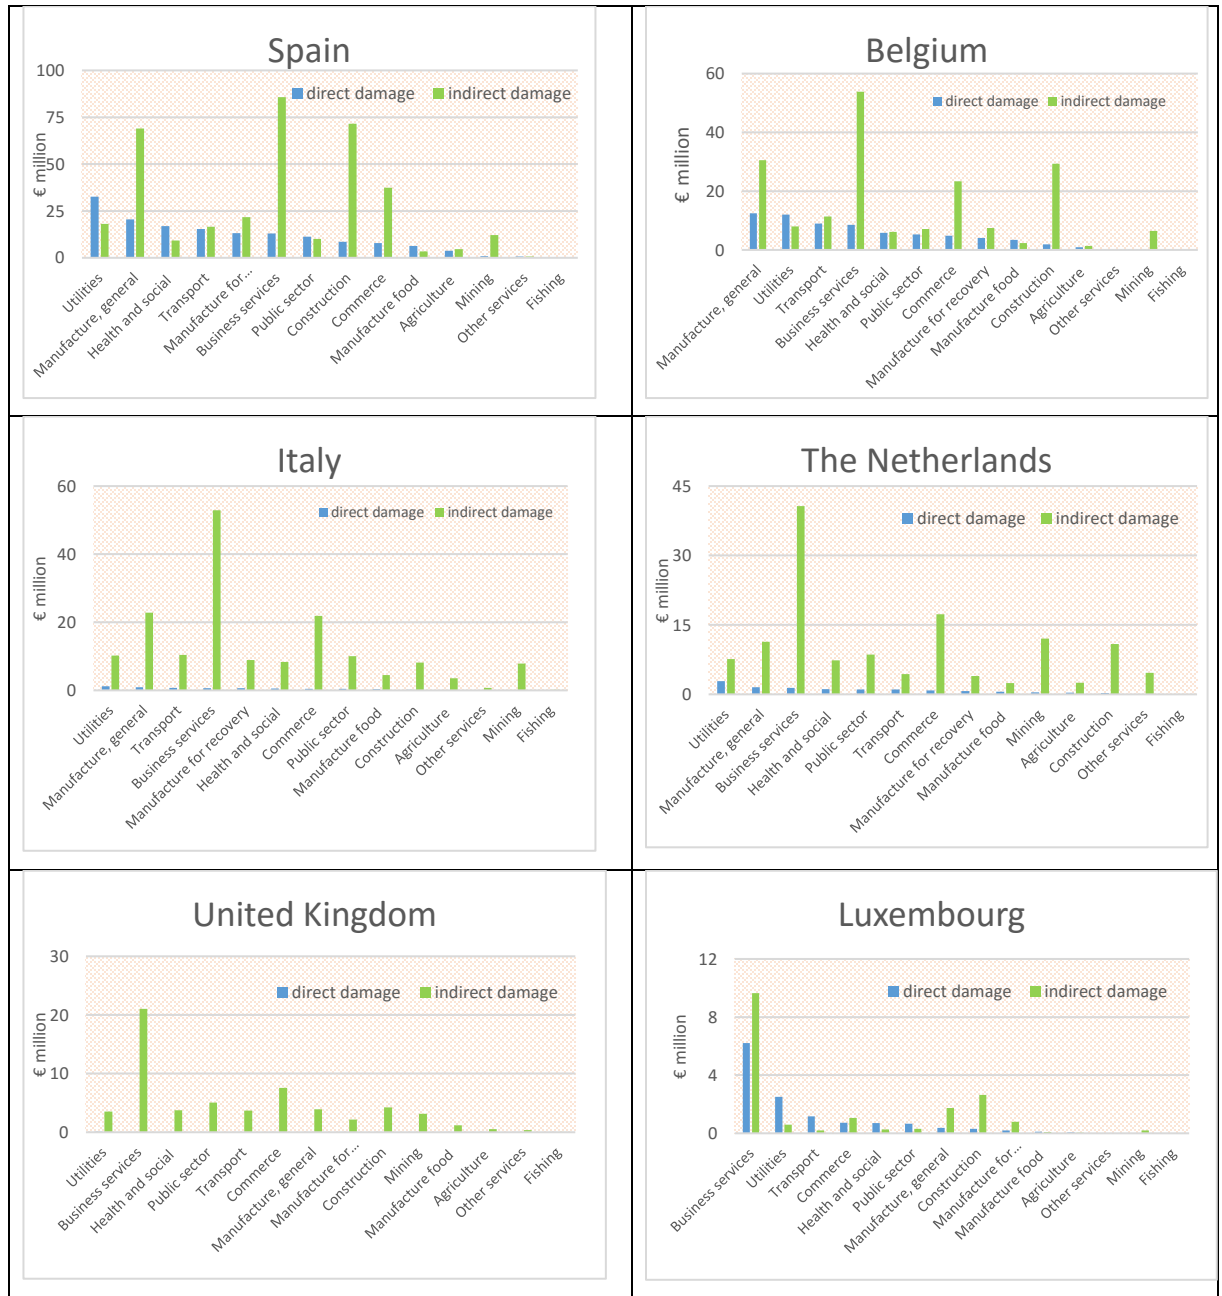 Spain
100
75
50
25
0
€ million
direct damage indirect damage
Utilities
Manufacture, general
Health and social
Transport
Manufacture for...
Business services
Public sector
Construction
Commerce
Manufacture food
Agriculture
Mining
Other services
Fishing
Belgium
60
40
20
0
€ million
direct damage indirect damage
Manufacture, general
Utilities
Transport
Business services
Health and social
Public sector
Commerce
Manufacture for recovery
Manufacture food
Construction
Agriculture
Other services
Mining
Fishing
Italy
60
40
20
0
€ million
direct damage indirect damage
Utilities
Manufacture, general
Transport
Business services
Manufacture for recovery
Health and social
Commerce
Public sector
Manufacture food
Construction
Agriculture
Other services
Mining
Fishing
The Netherlands
45
30
15
0
€ million
direct damage indirect damage
Utilities
Manufacture, general
Business services
Health and social
Public sector
Transport
Commerce
Manufacture for recovery
Manufacture food
Mining
Agriculture
Construction
Other services
Fishing
United Kingdom
30
20
10
0
€ million
direct damage indirect damage
Utilities
Business services
Health and social
Public sector
Transport
Commerce
Manufacture, general
Manufacture for...
Construction
Mining
Manufacture food
Agriculture
Other services
Fishing
Luxembourg
12
8
4
0
€ million
direct damage indirect damage
Business services
Utilities
Transport
Commerce
Health and social
Public sector
Manufacture, general
Construction
Manufacture for...
Manufacture food
Agriculture
Other services
Mining
Fishing